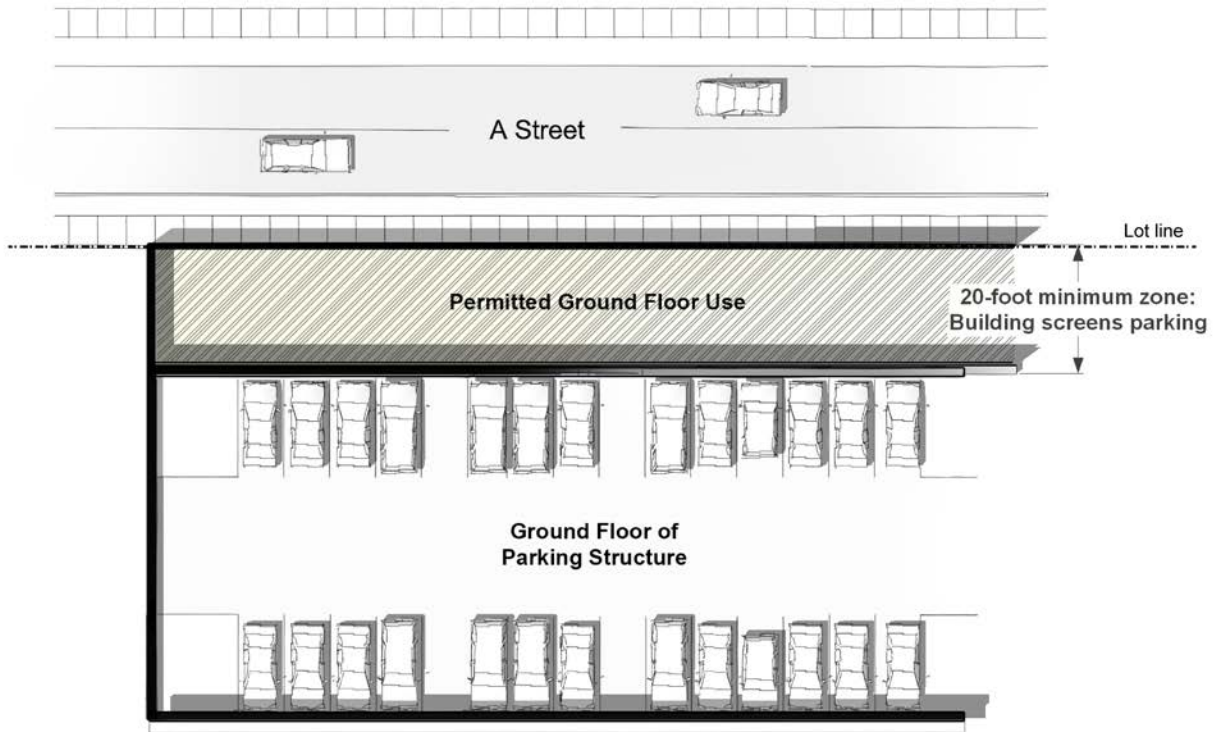 A Street
Lot line
Permitted Ground Floor Use
20-foot minimum zone:
Building screens parking
Ground Floor of
Parking Structure